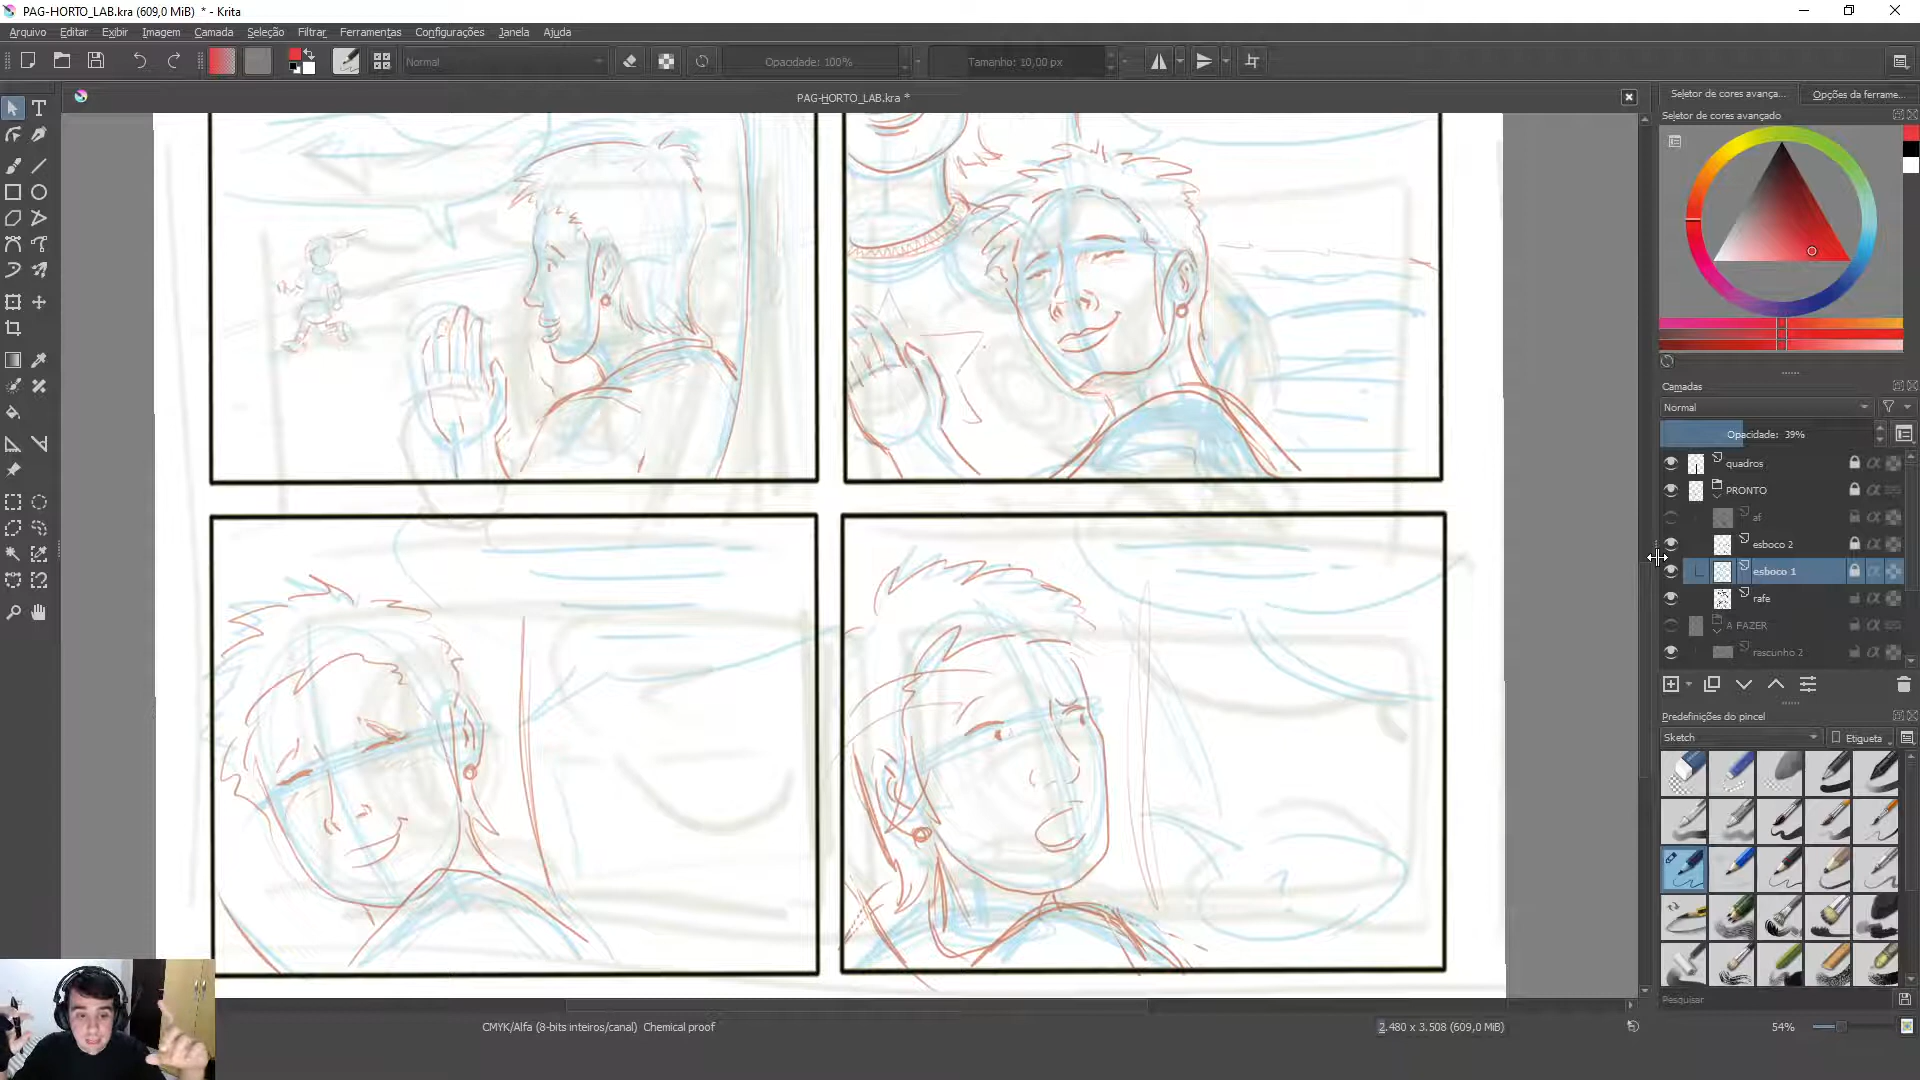 PAG-HORTO_LAB.kra (609,0 MiB)  * - Krita
Arquivo Editar Exibir Imagem Camada Seleção Filtrar Ferramentas Configurações Janela Ajuda
Normal
Opacidade: 100%
Tamanho: 10,00 px
PAG-HORTO_LAB.kra *
Seletor de cores avança...
Opções da ferrame...
Seletor de cores avançado
Camadas
Normal
Opacidade: 39%
quadros
PRONTO
af
esboco 2
esboco 1
rafe
A FAZER
rascunho 2
Predefinições do pincel
Sketch
Etiqueta
Pesquisar
CMYK/Alfa (8-bits inteiros/canal) Chemical proof
2.480 x 3.508 (609,0 MiB)
54%